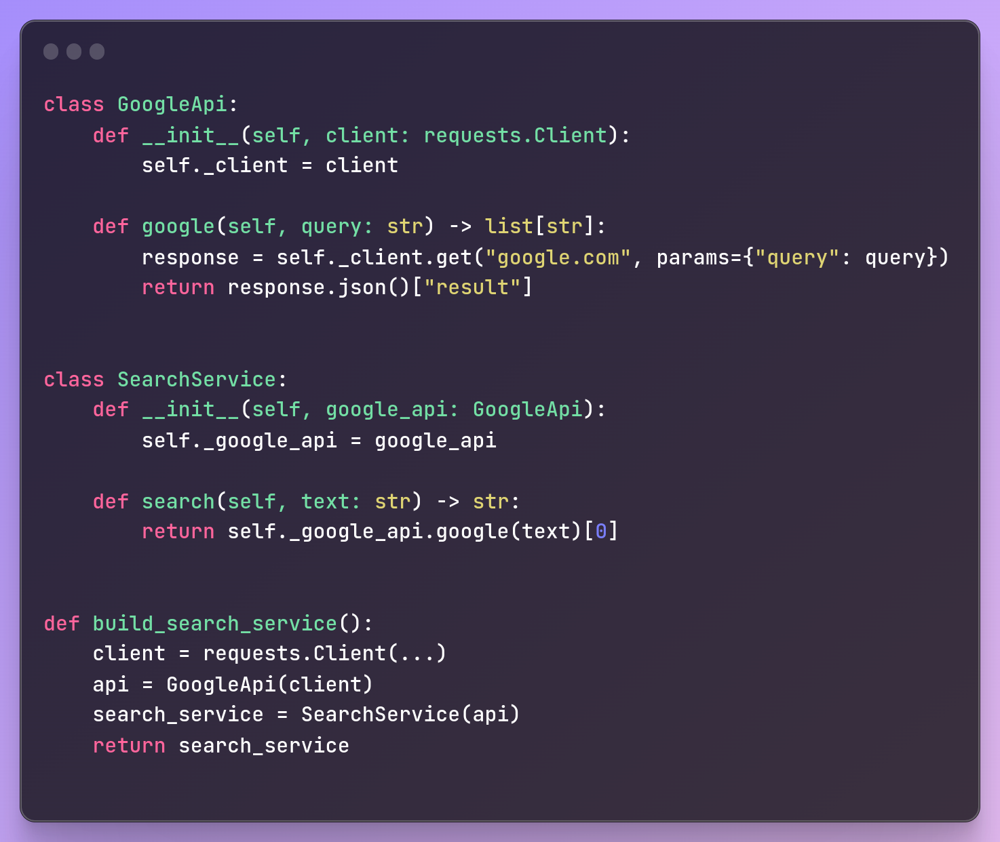 class GoogleApi:
    def __init__(self, client: requests.Client):
        self._client = client

    def google(self, query: str) -> list[str]:
        response = self._client.get("google.com", params={"query": query})
        return response.json()["result"]


class SearchService:
    def __init__(self, google_api: GoogleApi):
        self._google_api = google_api

    def search(self, text: str) -> str:
        return self._google_api.google(text)[0]


def build_search_service():
    client = requests.Client(...)
    api = GoogleApi(client)
    search_service = SearchService(api)
    return search_service